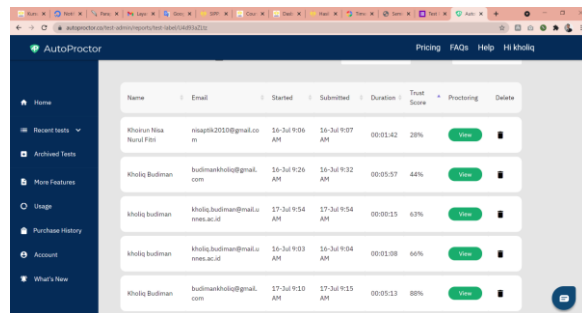 autoproctor.co/test-admin/reports/test-label/
AutoProctor
Pricing FAQs Help Hi kholiq
Home
Recent tests
Archived Tests
More Features
Usage
Purchase History
Account
What's New
Name Email Started Submitted Duration Trust Score Proctoring Delete
Khoirun Nisa nisaptik2010@gmail.co 16-Jul 9:06 16-Jul 9:07 00:01:42 28% View
Nurul Fitri m AM AM
Kholiq Budiman budimankholiq@gmail. 16-Jul 9:26 16-Jul 9:32 00:05:57 44% View
com AM AM
kholiq budiman kholiq.budiman@mail.u 17-Jul 9:54 17-Jul 9:54 00:00:15 63% View
nnes.ac.id AM AM
kholiq budiman kholiq.budiman@mail.u 16-Jul 9:03 16-Jul 9:04 00:01:08 66% View
nnes.ac.id AM AM
Kholiq Budiman budimankholiq@gmail. 17-Jul 9:10 17-Jul 9:15 00:05:13 88% View
com AM AM